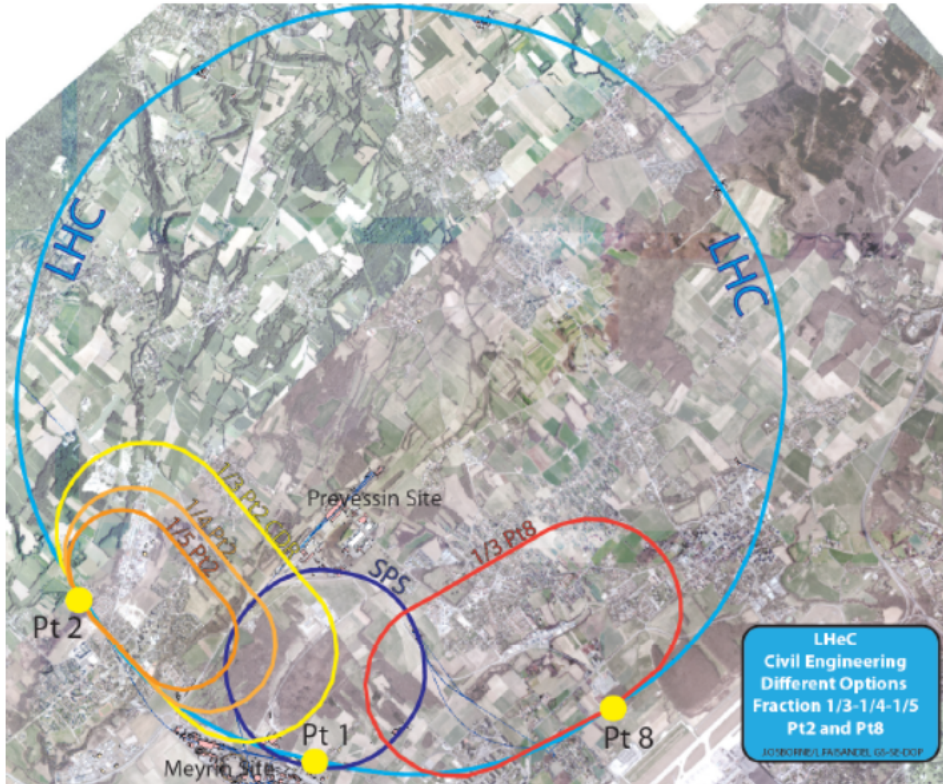 LHC
LHC
1/3 Pt2
1/4 Pt2
1/5 Pt2
Prevessin Site
SPS
1/3 Pt8
Pt 2
Pt 1
Pt 8
Meyrin Site
LHeC
Civil Engineering
Different Options
Fraction 1/3-1/4-1/5
Pt2 and Pt8